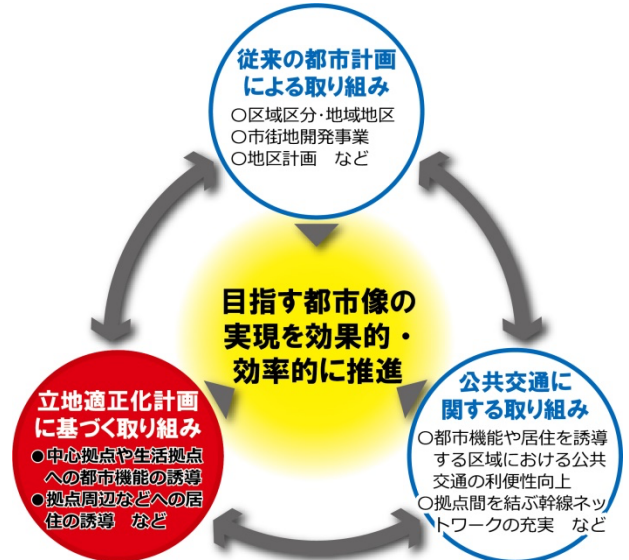 従来の都市計画
による取り組み
○区域区分・地域地区
○市街地開発事業
○地区計画　など
目指す都市像の
実現を効果的・
効率的に推進
立地適正化計画
に基づく取り組み
●中心拠点や生活拠点
への都市機能の誘導
●拠点周辺などへの居
住の誘導　など
公共交通に
関する取り組み
○都市機能や居住を誘導
する区域における公共
交通の利便性向上
○拠点間を結ぶ幹線ネッ
トワークの充実　など